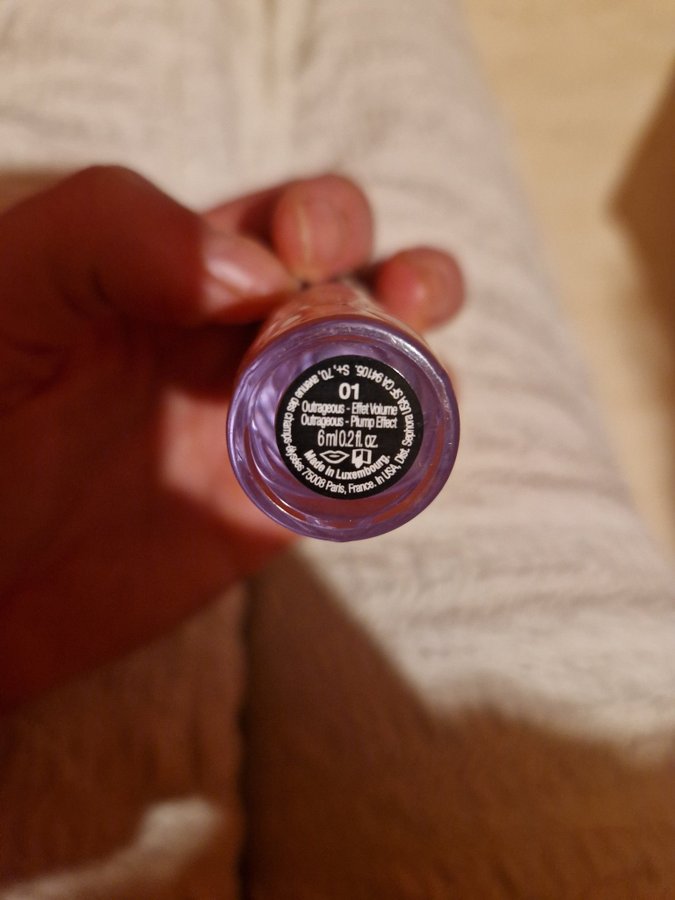 01
Outrageous - Effet Volume
Outrageous - Plump Effect
6 ml 0.2 fl. oz.
Made in Luxembourg.
S+, 70, avenue des champs-élysées 75008 Paris, France. In USA, Dist. Sephora USA SF CA 94105.